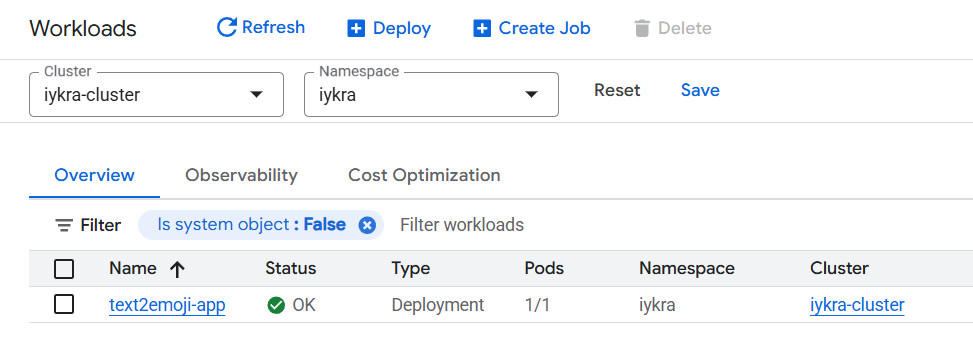 Workloads Refresh Deploy Create Job Delete
Cluster Namespace
iykra-cluster iykra Reset Save
Overview Observability Cost Optimization
Filter Is system object : False Filter workloads
Name Status Type Pods Namespace Cluster
text2emoji-app OK Deployment 1/1 iykra iykra-cluster